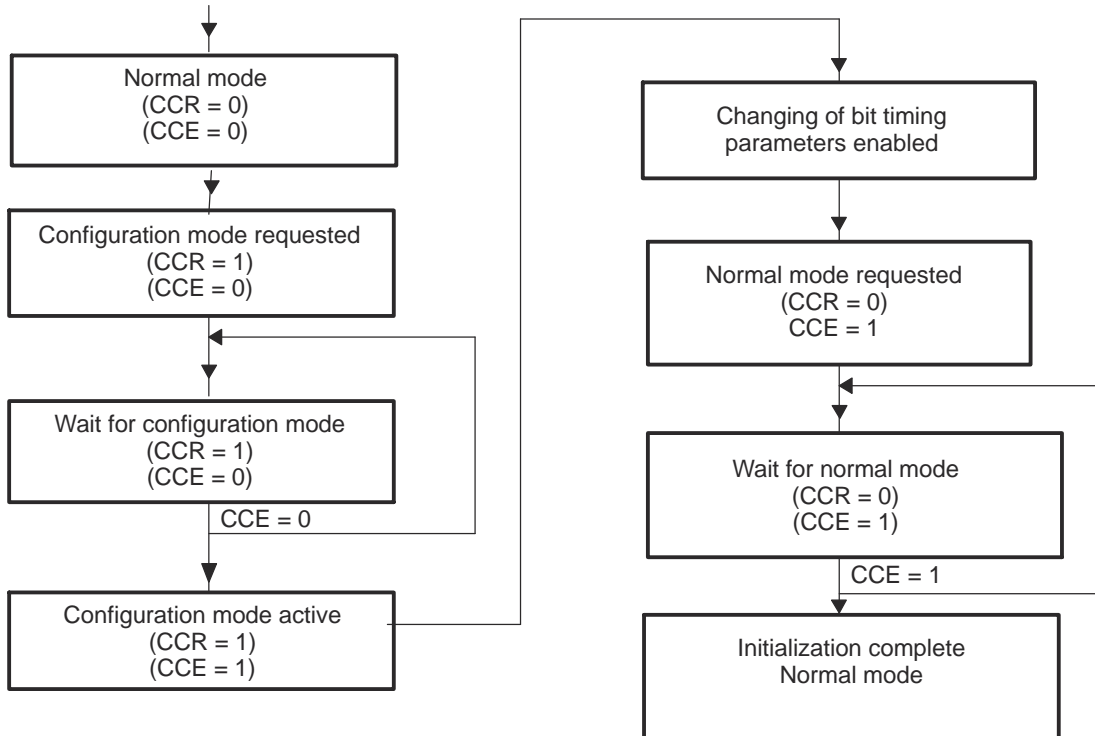 Normal mode
(CCR = 0)
(CCE = 0)
Configuration mode requested
(CCR = 1)
(CCE = 0)
Wait for configuration mode
(CCR = 1)
(CCE = 0)
CCE = 0
Configuration mode active
(CCR = 1)
(CCE = 1)
Changing of bit timing
parameters enabled
Normal mode requested
(CCR = 0)
CCE = 1
Wait for normal mode
(CCR = 0)
(CCE = 1)
CCE = 1
Initialization complete
Normal mode